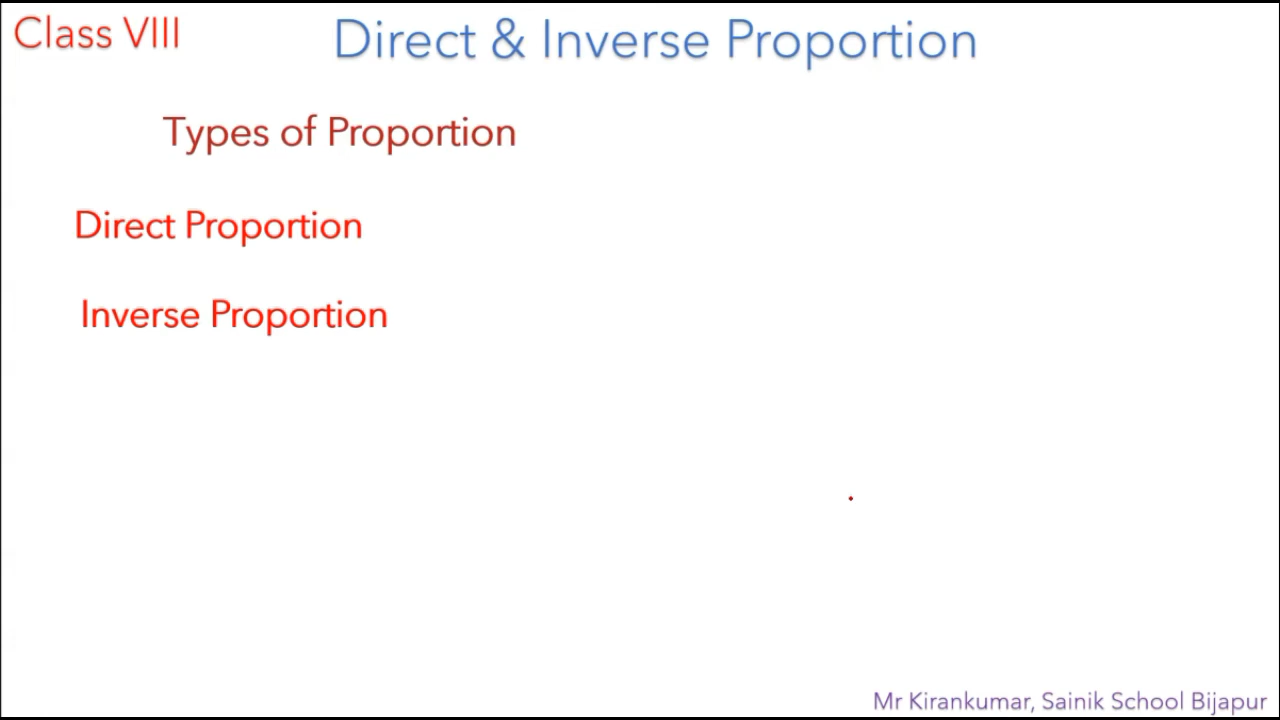 Class VIII
Direct & Inverse Proportion
Types of Proportion
Direct Proportion
Inverse Proportion
Mr Kirankumar, Sainik School Bijapur